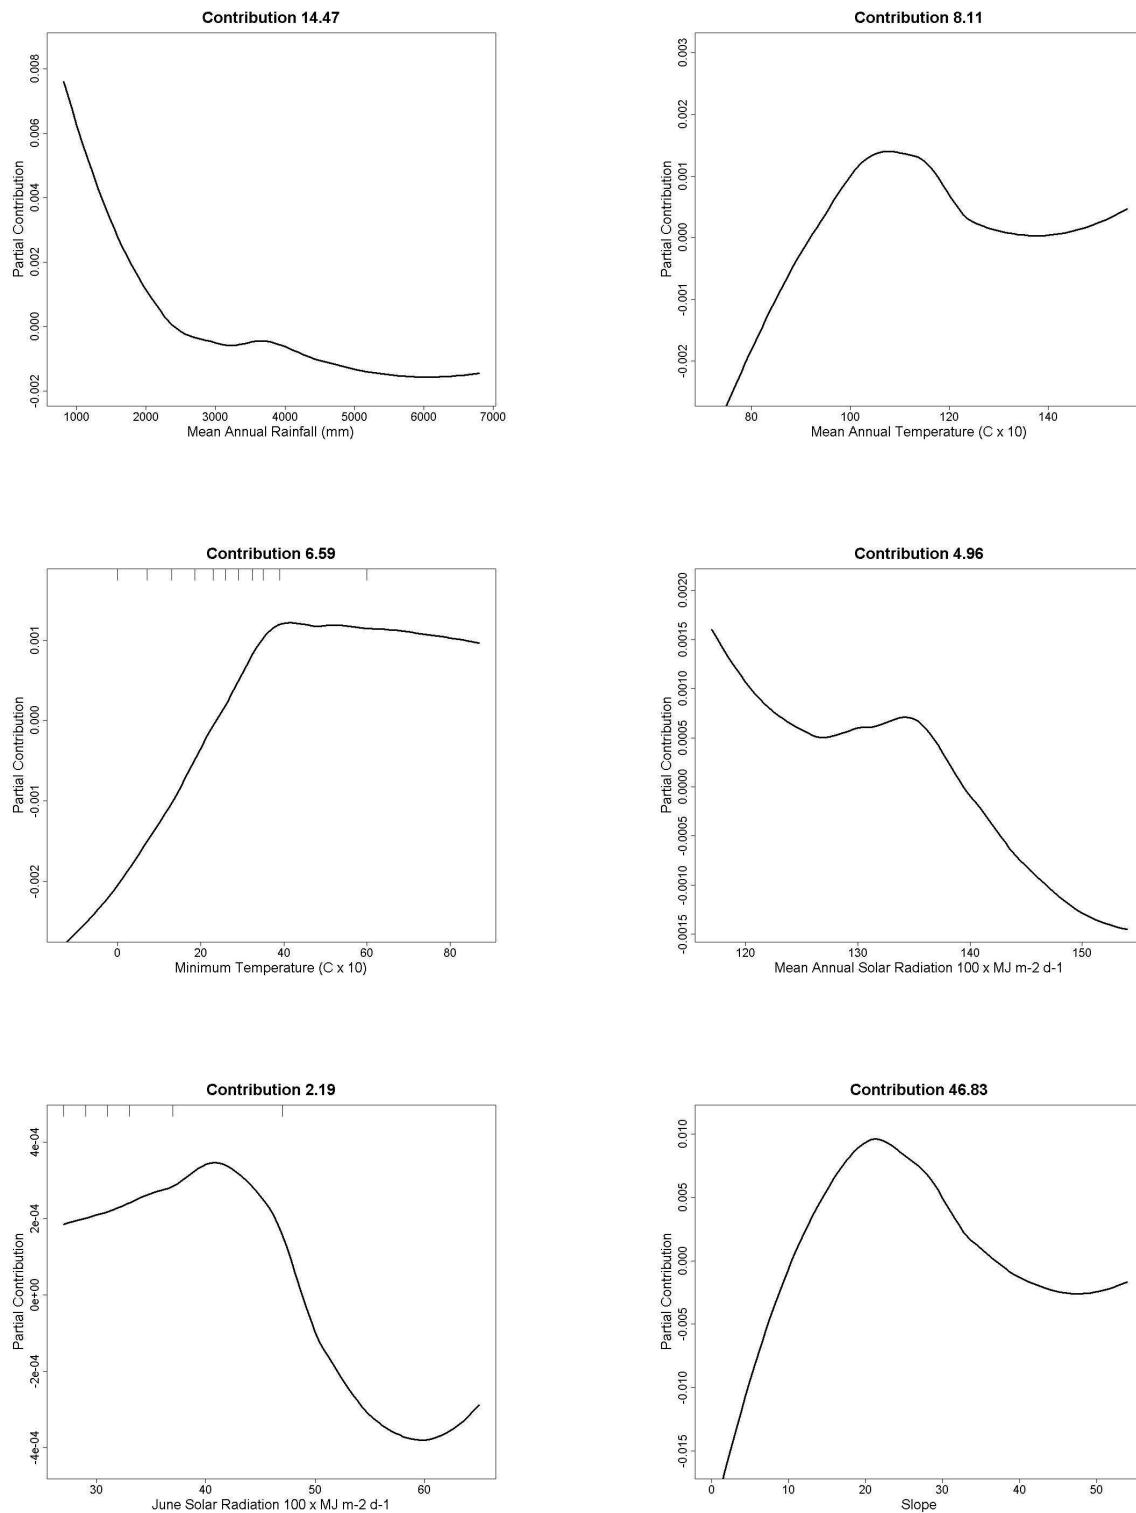 Contribution 14.47
Partial Contribution
0.008
0.006
0.004
0.002
0.000
-0.002
1000 2000 3000 4000 5000 6000 7000
Mean Annual Rainfall (mm)
Contribution 8.11
Partial Contribution
0.003
0.002
0.001
0.000
-0.001
-0.002
80 100 120 140
Mean Annual Temperature (C x 10)
Contribution 6.59
Partial Contribution
0.001
0.000
-0.001
-0.002
0 20 40 60 80
Minimum Temperature (C x 10)
Contribution 4.96
Partial Contribution
0.0020
0.0015
0.0010
0.0005
0.0000
-0.0005
-0.0010
-0.0015
120 130 140 150
Mean Annual Solar Radiation 100 x MJ m-2 d-1
Contribution 2.19
Partial Contribution
4e-04
2e-04
0e+00
-2e-04
-4e-04
30 40 50 60
June Solar Radiation 100 x MJ m-2 d-1
Contribution 46.83
Partial Contribution
0.010
0.005
0.000
-0.005
-0.010
-0.015
0 10 20 30 40 50
Slope